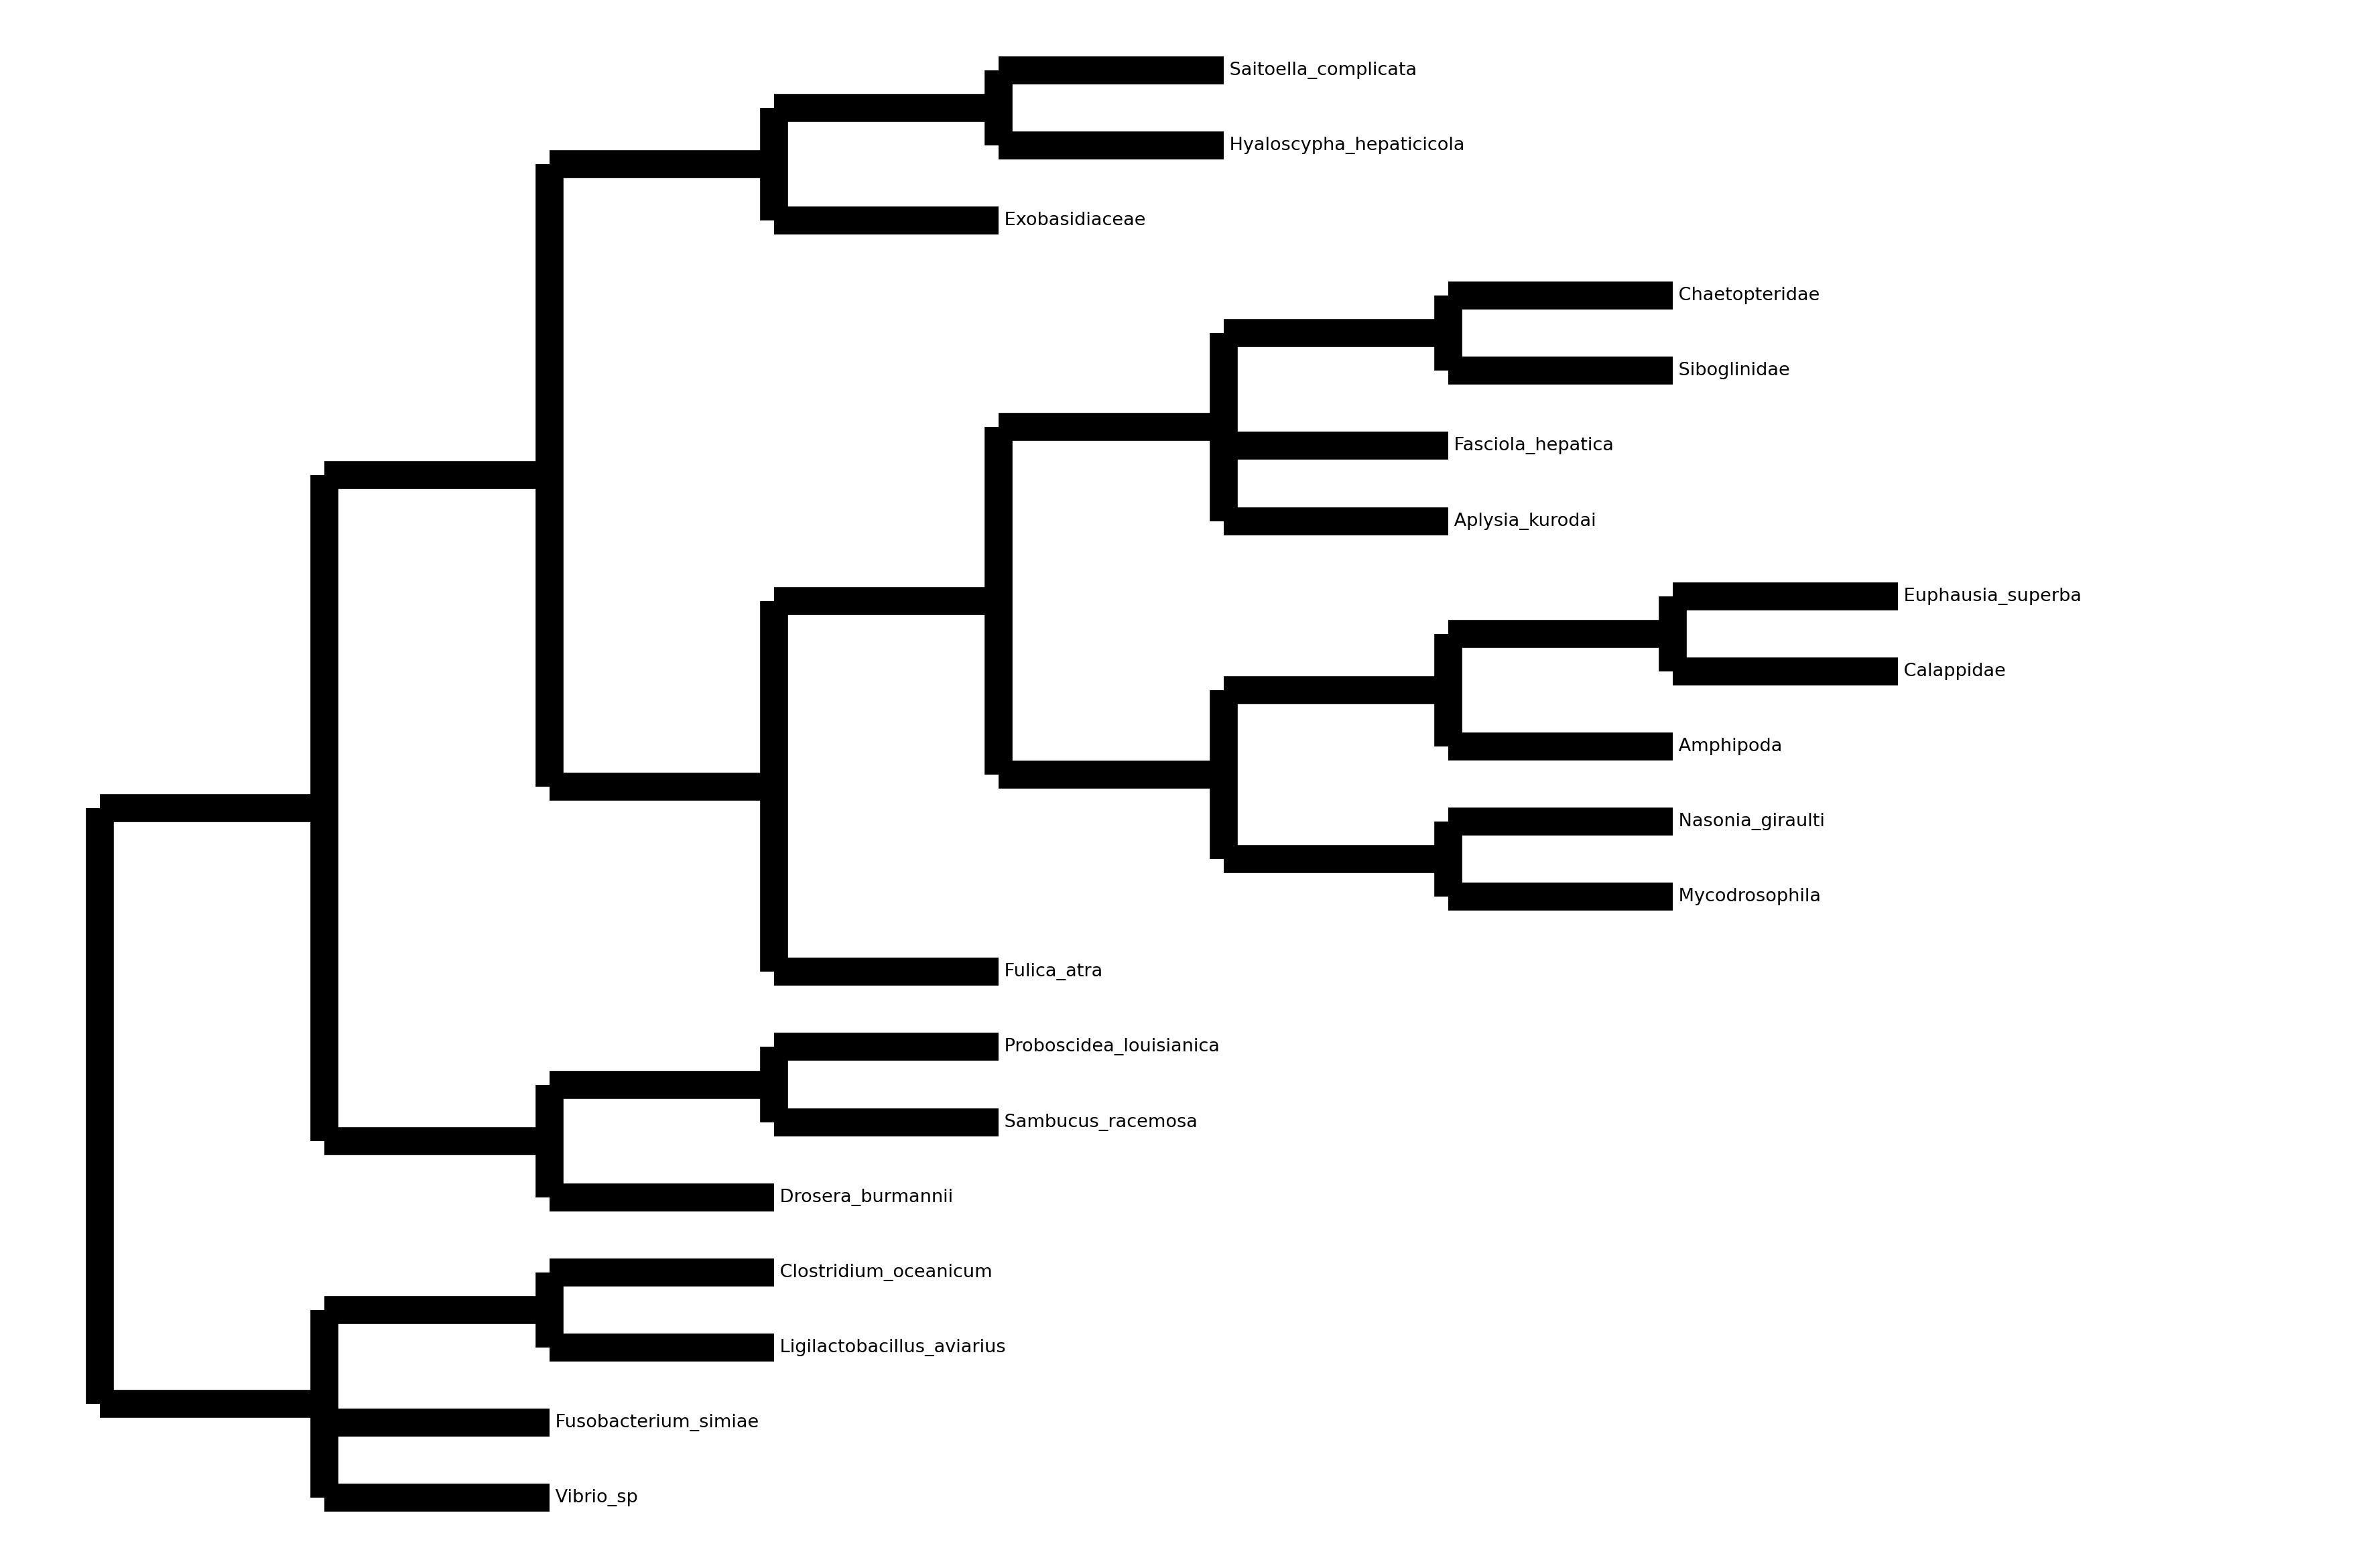 Saitoella_complicata
Hyaloscypha_hepaticicola
Exobasidiaceae
Chaetopteridae
Siboglinidae
Fasciola_hepatica
Aplysia_kurodai
Euphausia_superba
Calappidae
Amphipoda
Nasonia_giraulti
Mycodrosophila
Fulica_atra
Proboscidea_louisianica
Sambucus_racemosa
Drosera_burmannii
Clostridium_oceanicum
Ligilactobacillus_aviarius
Fusobacterium_simiae
Vibrio_sp